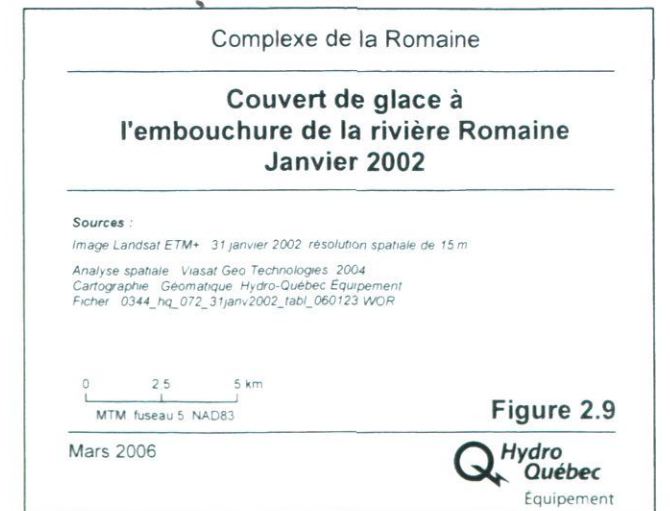 Complexe de la Romaine
Couvert de glace à
l'embouchure de la rivière Romaine
Janvier 2002
Sources :
Image Landsat ETM+ 31 janvier 2002 résolution spatiale de 15 m
Analyse spatiale Viasat Geo Technologies 2004
Cartographie Géomatique Hydro-Québec Équipement
Ficher 0344_hq_072_31janv2002_tabl_060123 WOR
0 2.5 5 km
MTM fuseau 5 NAD83
Figure 2.9
Mars 2006
Hydro
Québec
Équipement